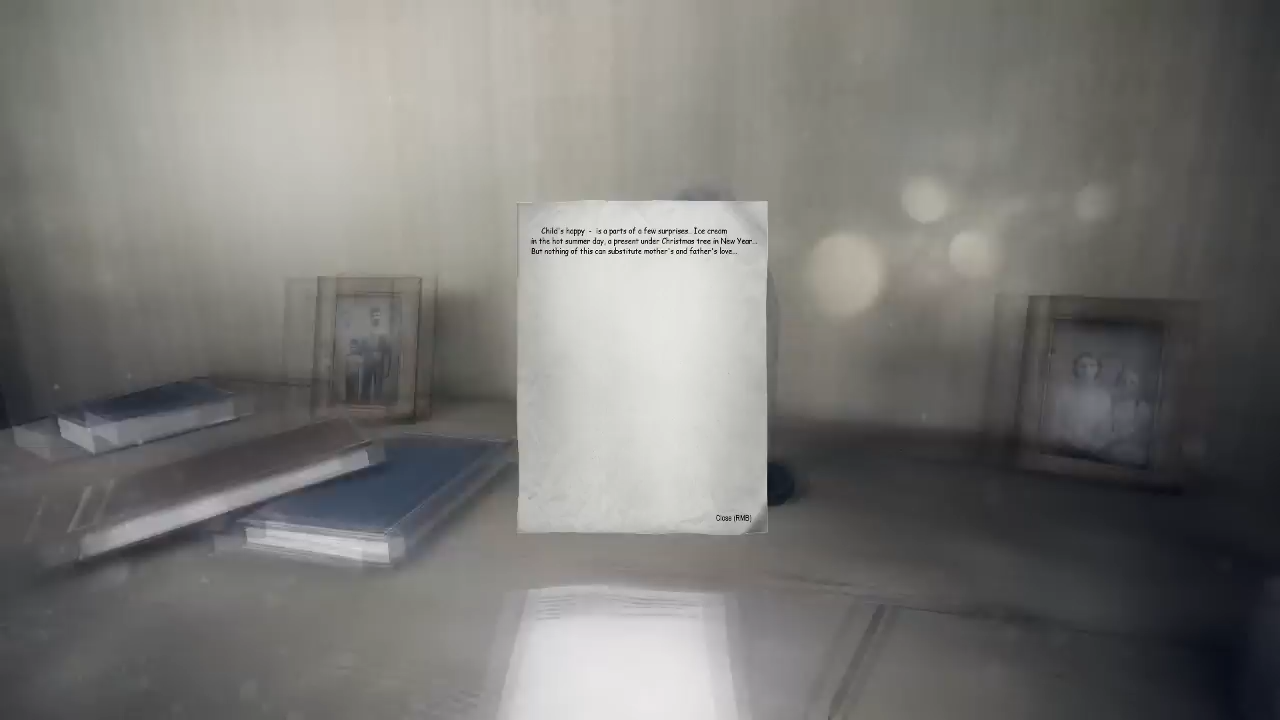 Child's happy - is a parts of a few surprises. Ice cream
in the hot summer day, a present under Christmas tree in New Year...
But nothing of this can substitute mother's and father's love...
Close (RMB)